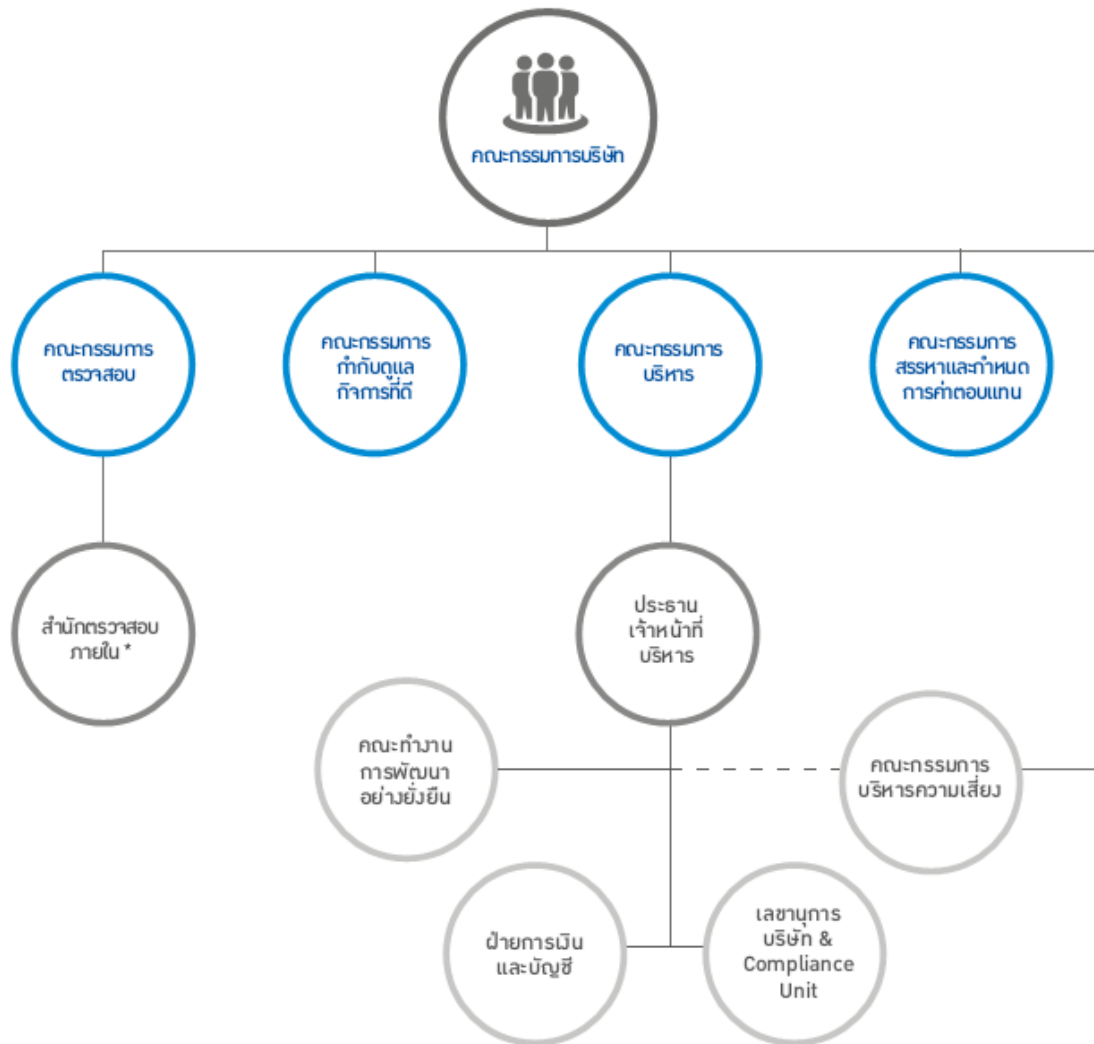 คณะกรรมการบริษัท
คณะกรรมการ
ตรวจสอบ
คณะกรรมการ
กำกับดูแล
กิจการที่ดี
คณะกรรมการ
บริหาร
คณะกรรมการ
สรรหาและกำหนด
การค่าตอบแทน
สำนักตรวจสอบ
ภายใน *
ประธาน
เจ้าหน้าที่
บริหาร
คณะทำงาน
การพัฒนา
อย่างยั่งยืน
คณะกรรมการ
บริหารความเสี่ยง
ฝ่ายการเงิน
และบัญชี
เลขานุการ
บริษัท &
Compliance
Unit